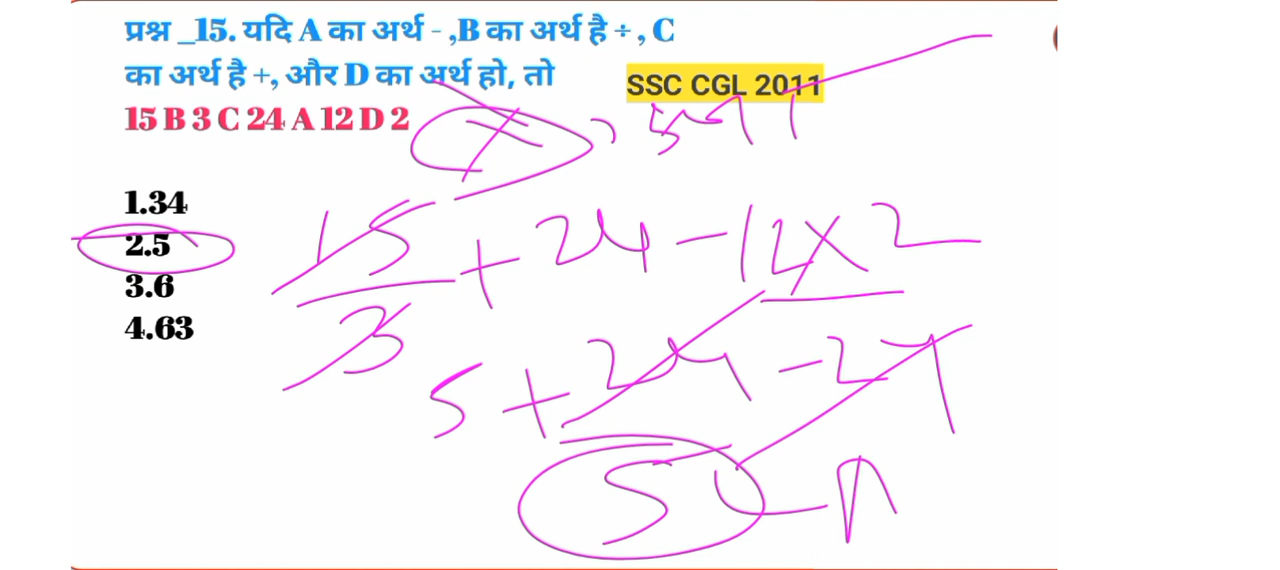 प्रश्न _15. यदि A का अर्थ - ,B का अर्थ है ÷ , C
का अर्थ है +, और D का अर्थ हो, तो
SSC CGL 2011
15 B 3 C 24 A 12 D 2
1.34
2.5
3.6
4.63
15/3 + 24 - 12 × 2
5 + 24 - 24
5